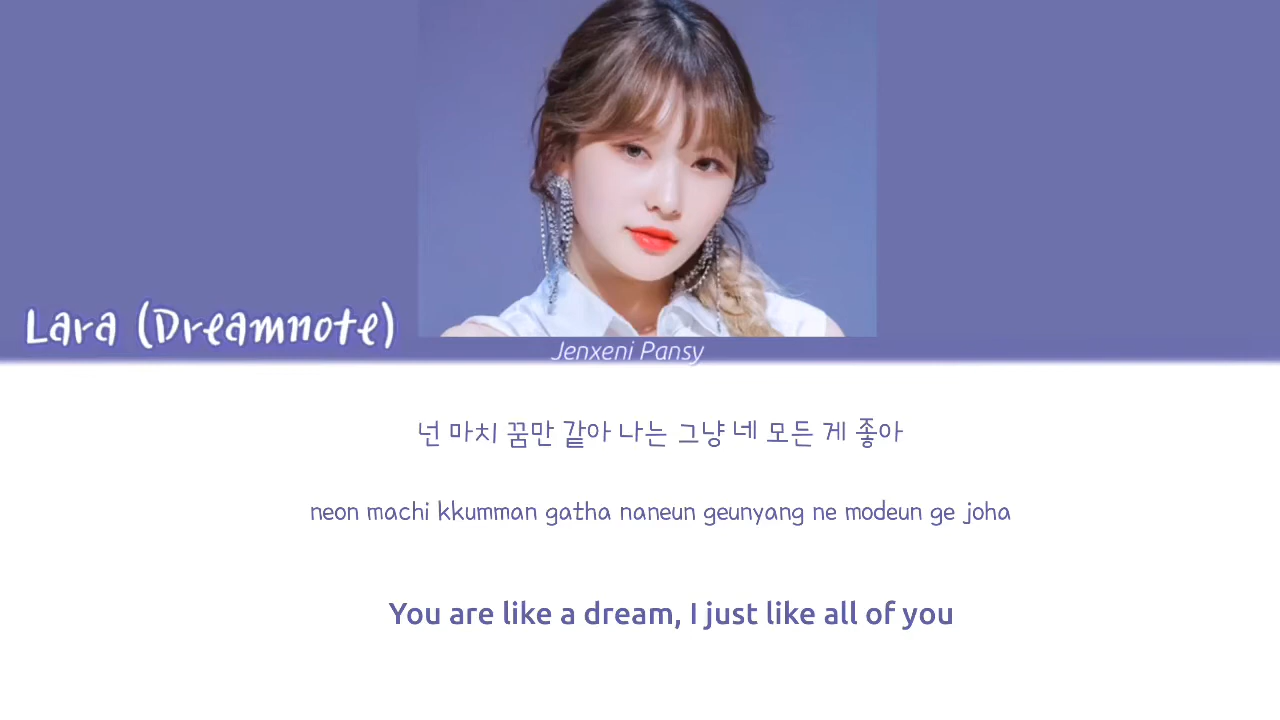 Lara (Dreamnote)
Jenxeni Pansy
넌 마치 꿈만 같아 나는 그냥 네 모든 게 좋아
neon machi kkumman gatha naneun geunyang ne modeun ge joha
You are like a dream, I just like all of you